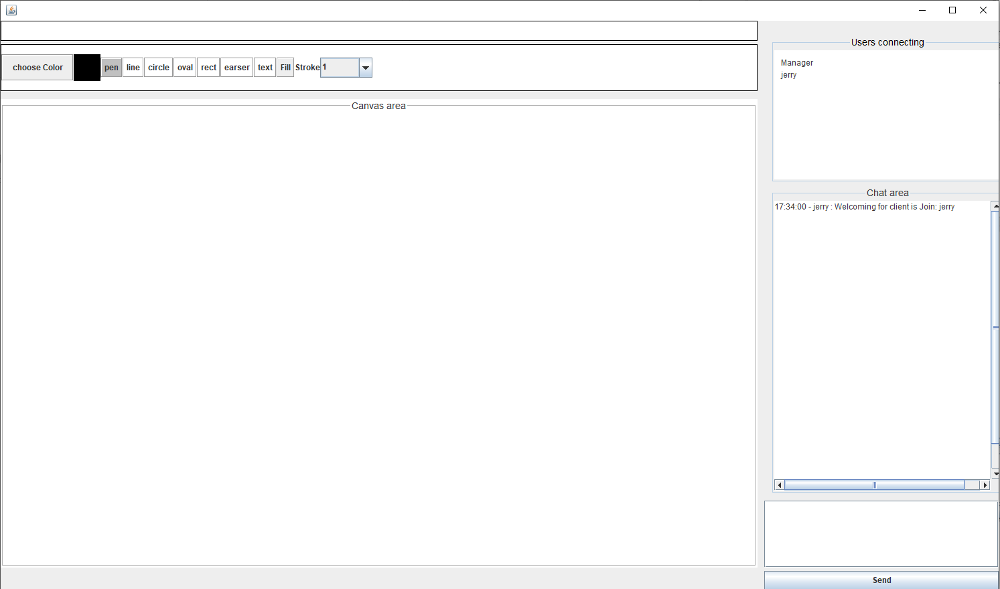 choose Color pen line circle oval rect earser text Fill Stroke 1
Canvas area
Users connecting
Manager
jerry
Chat area
17:34:00 - jerry : Welcoming for client is Join: jerry
Send